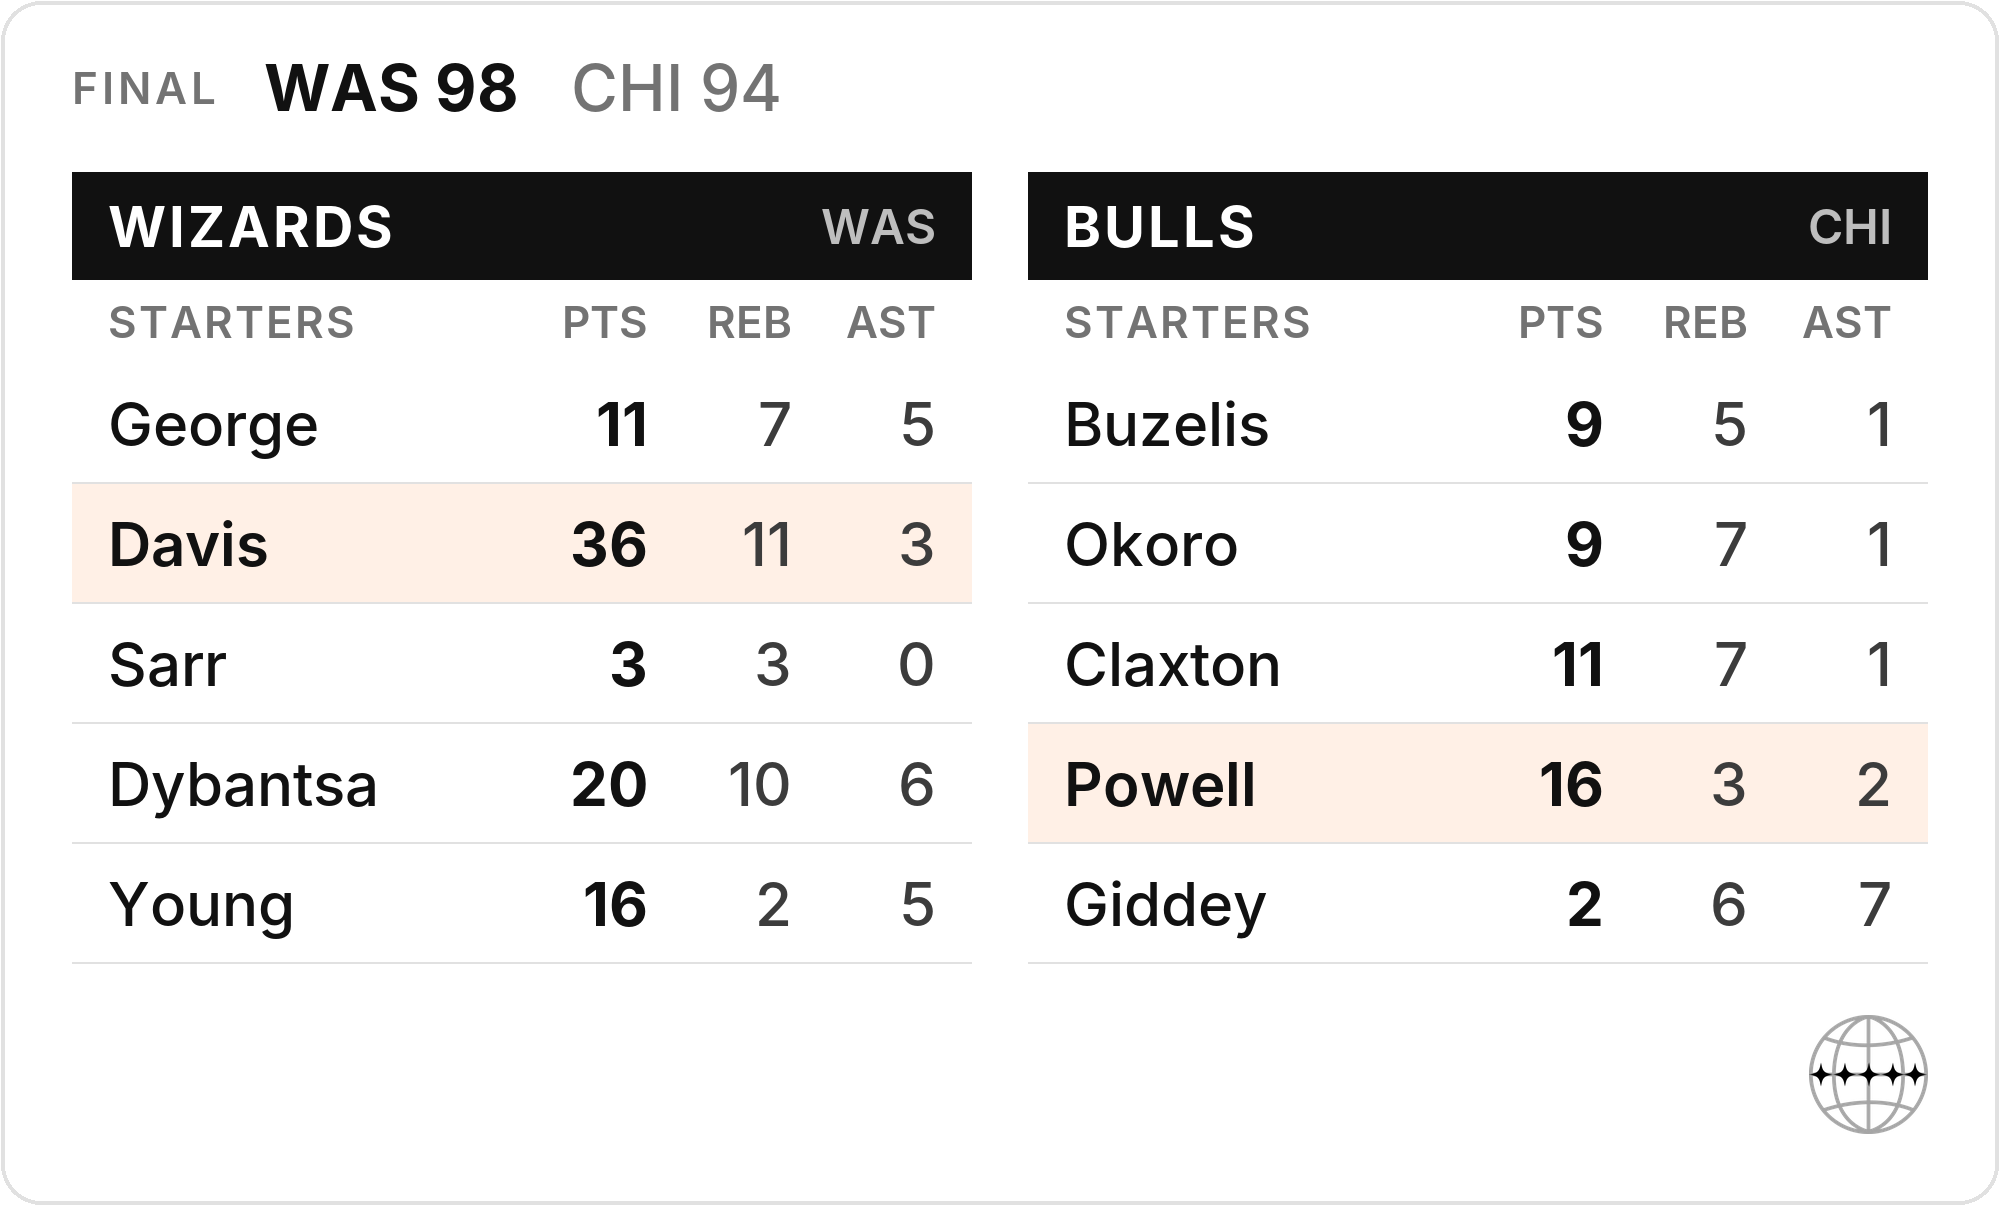 FINAL WAS 98 CHI 94
WIZARDS WAS
STARTERS PTS REB AST
George 11 7 5
Davis 36 11 3
Sarr 3 3 0
Dybantsa 20 10 6
Young 16 2 5
BULLS CHI
STARTERS PTS REB AST
Buzelis 9 5 1
Okoro 9 7 1
Claxton 11 7 1
Powell 16 3 2
Giddey 2 6 7